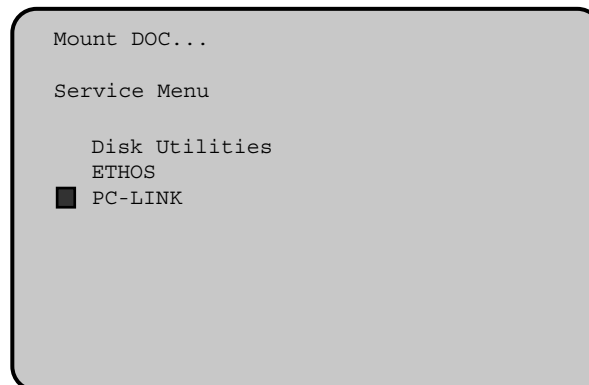 Mount DOC...
Service Menu
Disk Utilities
ETHOS
PC-LINK